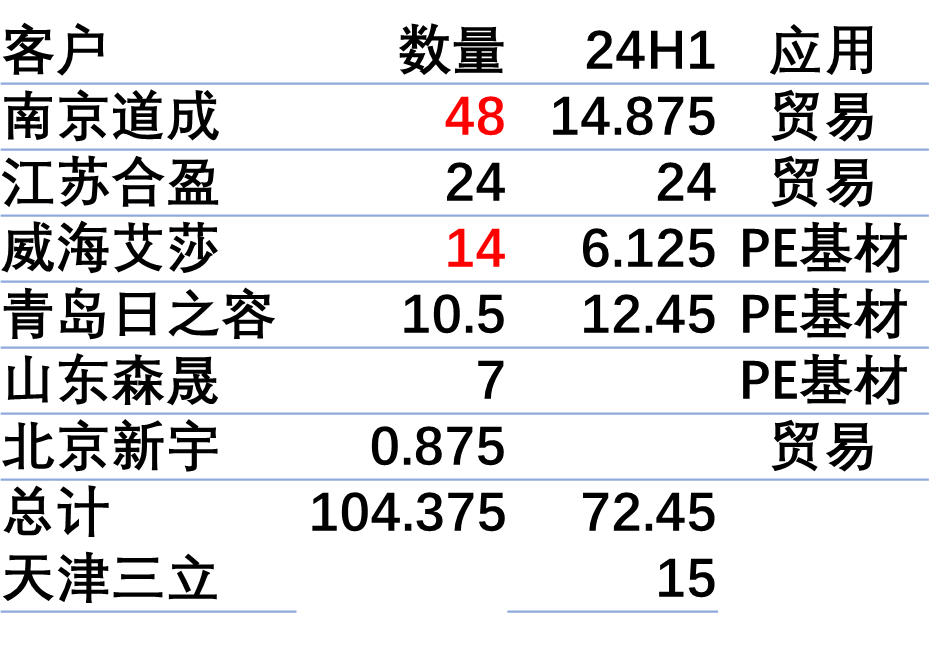 客户 数量 24H1 应用
南京道成 48 14.875 贸易
江苏合盈 24 24 贸易
威海艾莎 14 6.125 PE基材
青岛日之容 10.5 12.45 PE基材
山东森晟 7 PE基材
北京新宇 0.875 贸易
总计 104.375 72.45
天津三立 15